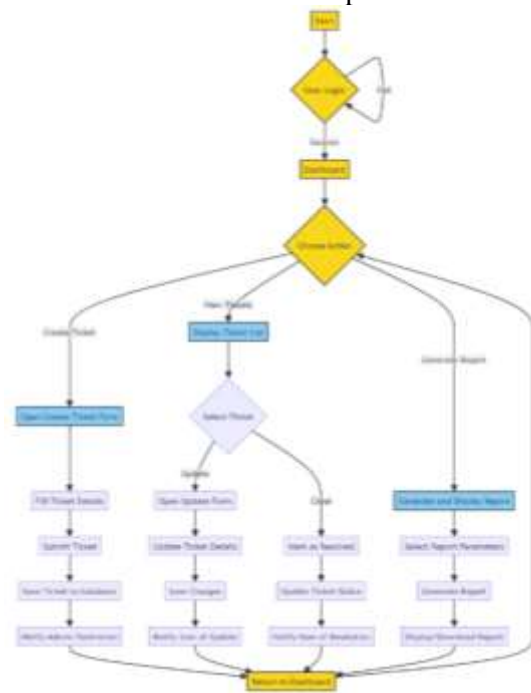 Start
User Login
Fail
Success
Dashboard
Choose Action
View Tickets
Create Ticket
Display Ticket List
Generate Report
Select Ticket
Open Create Ticket Form
Update
Close
Fill Ticket Details
Open Update Form
Mark as Resolved
Generate and Display Report
Submit Ticket
Update Ticket Details
Update Ticket Status
Select Report Parameters
Save Ticket to Database
Save Changes
Generate Report
Notify User of Update
Notify User of Resolution
Display/Download Report
Return to Dashboard